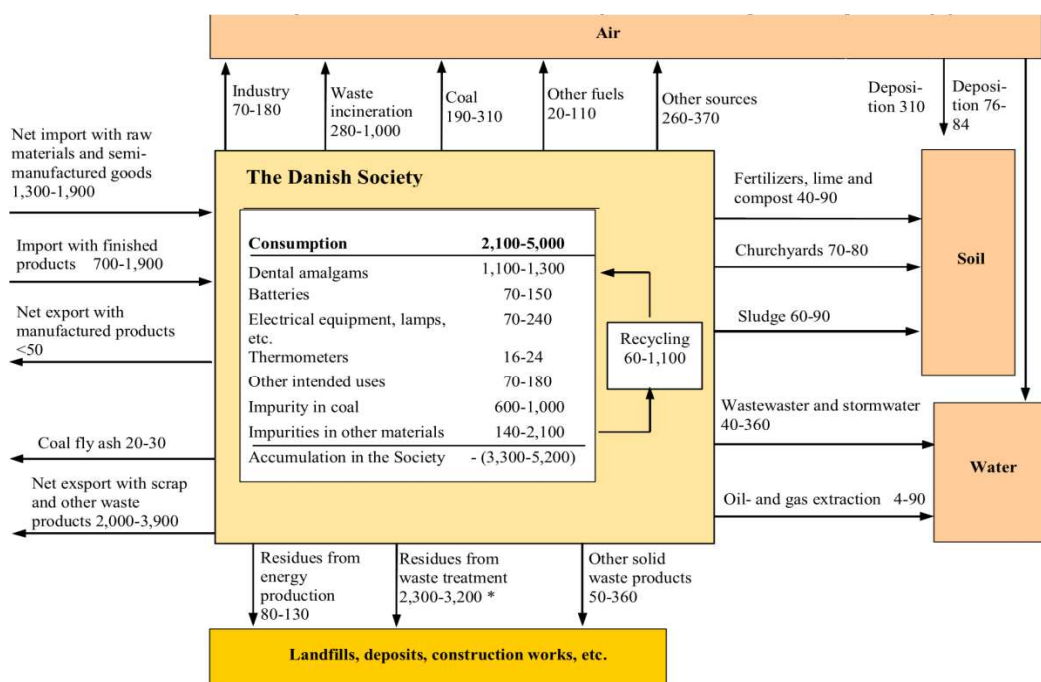 Air
Industry
70-180
Waste
incineration
280-1,000
Coal
190-310
Other fuels
20-110
Other sources
260-370
Deposi-
tion 310
Deposi-
tion 76-
84
Net import with raw
materials and semi-
manufactured goods
1,300-1,900
Import with finished
products 700-1,900
Net export with
manufactured products
<50
Coal fly ash 20-30
Net exsport with scrap
and other waste
products 2,000-3,900
The Danish Society
Consumption 2,100-5,000
Dental amalgams 1,100-1,300
Batteries 70-150
Electrical equipment, lamps, 70-240
etc.
Thermometers 16-24
Other intended uses 70-180
Impurity in coal 600-1,000
Impurities in other materials 140-2,100
Accumulation in the Society - (3,300-5,200)
Recycling
60-1,100
Fertilizers, lime and
compost 40-90
Churchyards 70-80
Sludge 60-90
Soil
Wastewaster and stormwater
40-360
Oil- and gas extraction 4-90
Water
Residues from
energy
production
80-130
Residues from
waste treatment
2,300-3,200 *
Other solid
waste products
50-360
Landfills, deposits, construction works, etc.